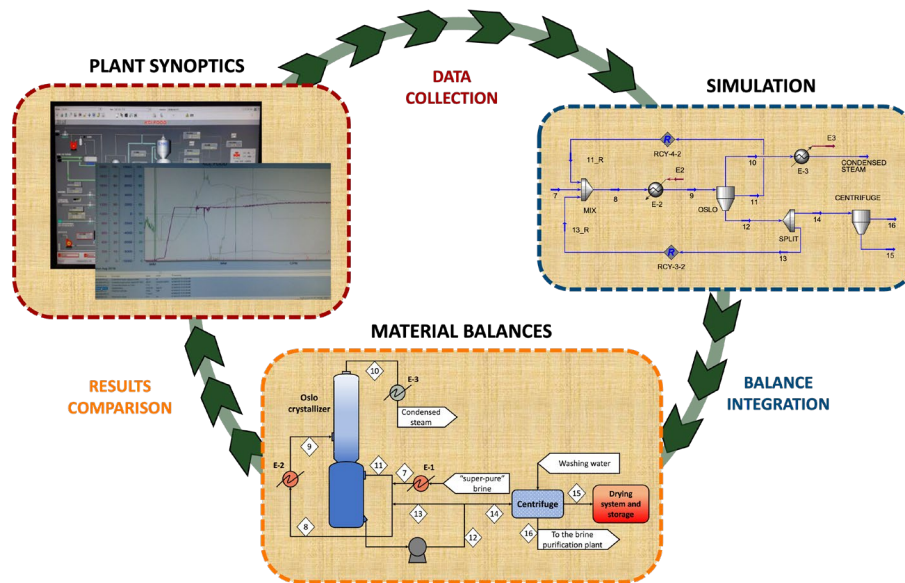 PLANT SYNOPTICS
DATA
COLLECTION
SIMULATION
11_R
RCY-4-2
R
10
E3
E-3
CONDENSED
STEAM
7
MIX
8
E2
E-2
9
OSLO
11
CENTRIFUGE
12
14
16
SPLIT
13_R
R
RCY-3-2
13
15
MATERIAL BALANCES
RESULTS
COMPARISON
BALANCE
INTEGRATION
10
E-3
Oslo
crystallizer
Condensed
steam
9
E-2
11
7
E-1
"super-pure"
brine
Washing water
8
13
14
Centrifuge
15
Drying
system and
storage
12
16
To the brine
purification plant